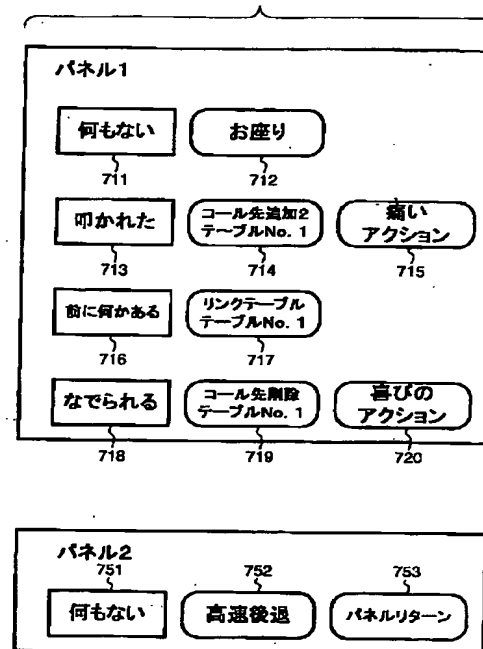 パネル1
何もない
お座り
711
712
叩かれた
コール先追加2
テーブルNo. 1
痛い
アクション
713
714
715
前に何かある
リンクテーブル
テーブルNo. 1
716
717
なでられる
コール先削除
テーブルNo. 1
喜びの
アクション
718
719
720
パネル2
751
752
753
何もない
高速後退
パネルリターン